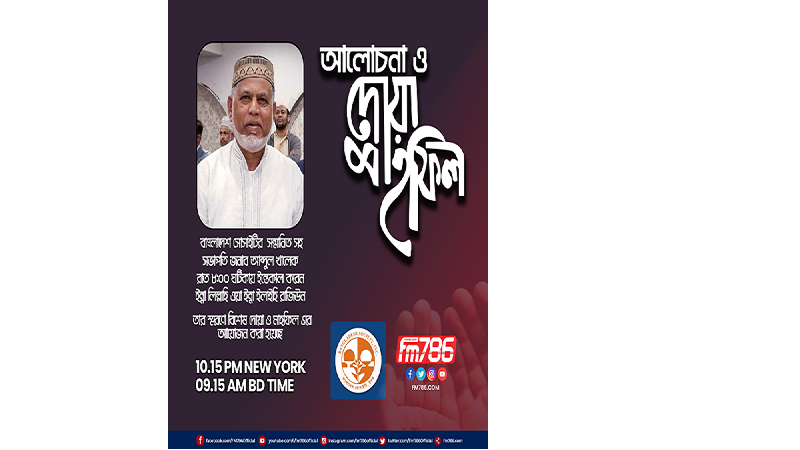 আলোচনা ও
দোয়া
মাহফিল
বাংলাদেশ সোসাইটির সম্মানিত সহ
সভাপতি জনাব আব্দুল খালেক
রাত ৮:০০ ঘটিকায় ইন্তেকাল করেন
ইন্না লিল্লাহি ওয়া ইন্না ইলাইহি রাজিউন
তার স্মরণে বিশেষ দোয়া ও মাহফিল এর
আয়োজন করা হয়েছে
10.15 PM NEW YORK
09.15 AM BD TIME
fm786
FM786.COM
facebook.com/FM786Official
youtube.com/fm786official
instagram.com/fm786official
twitter.com/fm786Official
fm786.com